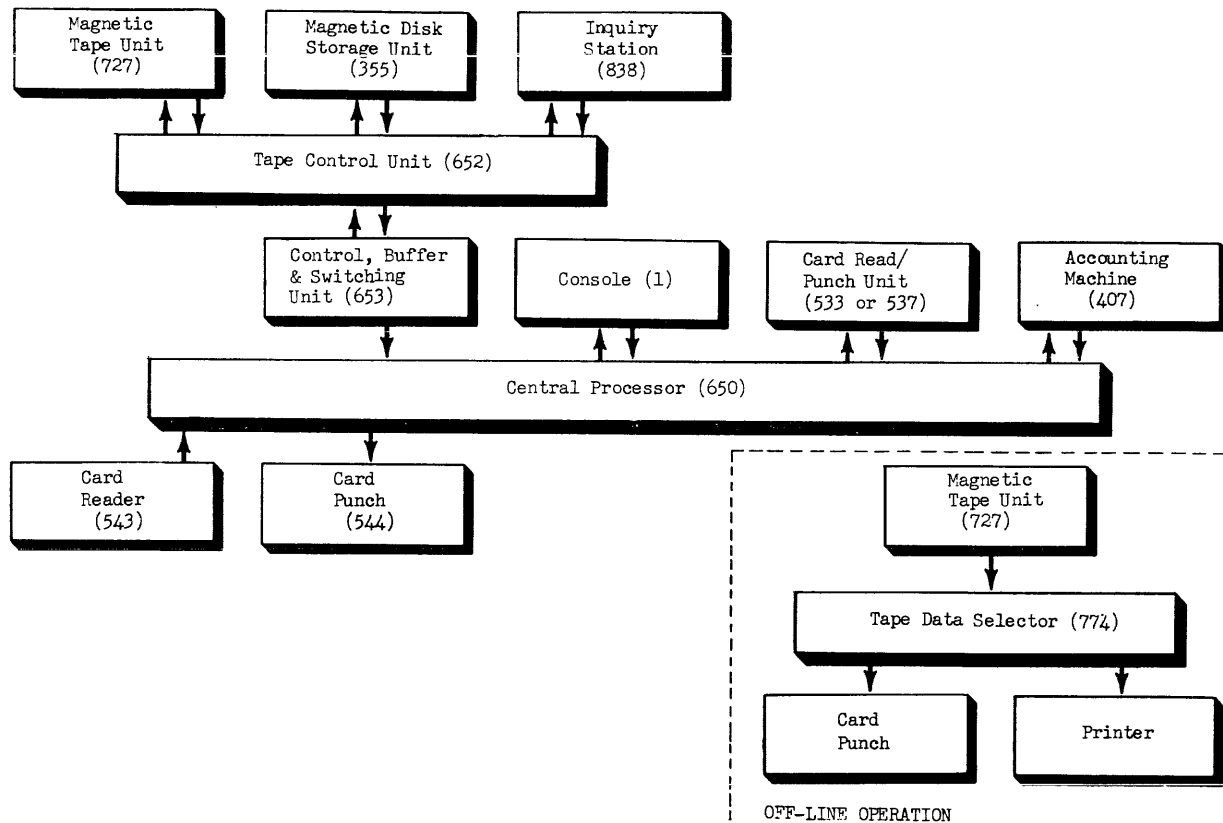 Magnetic
Tape Unit
(727)
Magnetic Disk
Storage Unit
(355)
Inquiry
Station
(838)
Tape Control Unit (652)
Control, Buffer
& Switching
Unit (653)
Console (1)
Card Read/
Punch Unit
(533 or 537)
Accounting
Machine
(407)
Central Processor (650)
Card
Reader
(543)
Card
Punch
(544)
Magnetic
Tape Unit
(727)
Tape Data Selector (774)
Card
Punch
Printer
OFF-LINE OPERATION